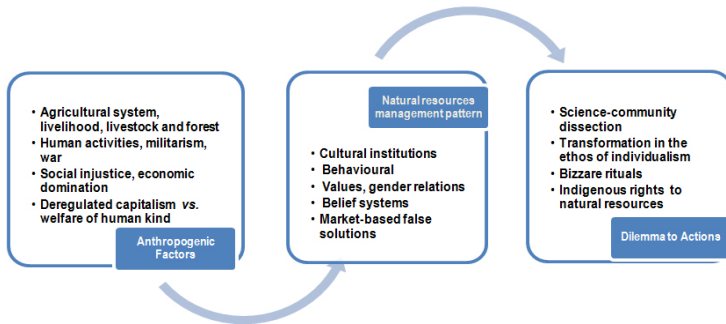 • Agricultural system,
livelihood, livestock and forest
• Human activities, militarism,
war
• Social injustice, economic
domination
• Deregulated capitalism vs.
welfare of human kind
Anthropogenic
Factors
Natural resources
management pattern
• Cultural institutions
• Behavioural
• Values, gender relations
• Belief systems
• Market-based false
solutions
• Science-community
dissection
• Transformation in the
ethos of individualism
• Bizzare rituals
• Indigenous rights to
natural resources
Dilemma to Actions